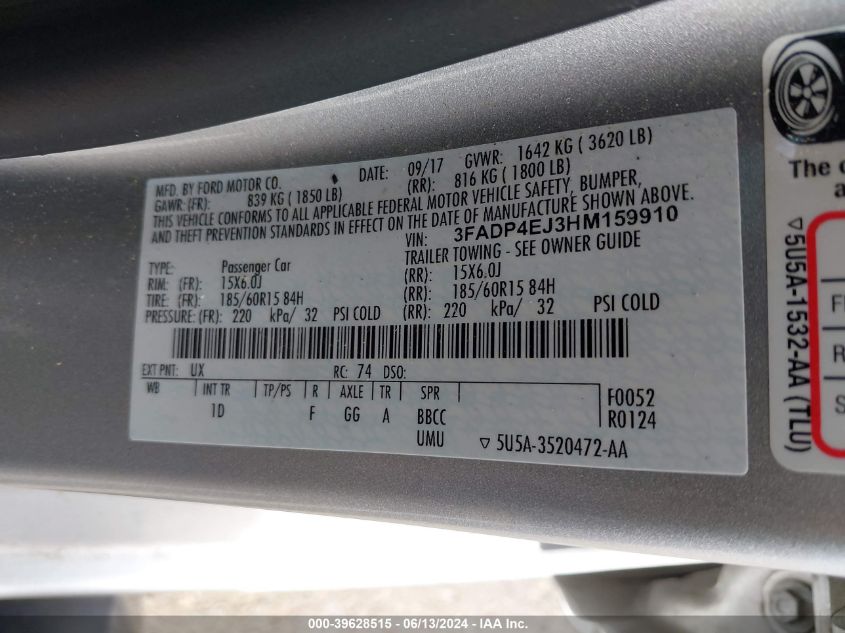 MFD. BY FORD MOTOR CO. DATE: 09/17 GVWR: 1642 KG ( 3620 LB)
GAWR: (FR): 839 KG ( 1850 LB) (RR): 816 KG ( 1800 LB)
THIS VEHICLE CONFORMS TO ALL APPLICABLE FEDERAL MOTOR VEHICLE SAFETY, BUMPER,
AND THEFT PREVENTION STANDARDS IN EFFECT ON THE DATE OF MANUFACTURE SHOWN ABOVE.
VIN: 3FADP4EJ3HM159910
TYPE: Passenger Car TRAILER TOWING - SEE OWNER GUIDE
RIM: (FR): 15X6.0J (RR): 15X6.0J
TIRE: (FR): 185/60R15 84H (RR): 185/60R15 84H
PRESSURE: (FR): 220 kPa/ 32 PSI COLD (RR): 220 kPa/ 32 PSI COLD
EXT PNT: UX RC: 74 DSO:
WB INT TR TP/PS R AXLE TR SPR F0052
1D F GG A BBCC R0124
UMU ▽ 5U5A-3520472-AA
The c
a
▽5U5A-1532-AA (TLU)
F
R
S
000-39628515 - 06/13/2024 - IAA Inc.